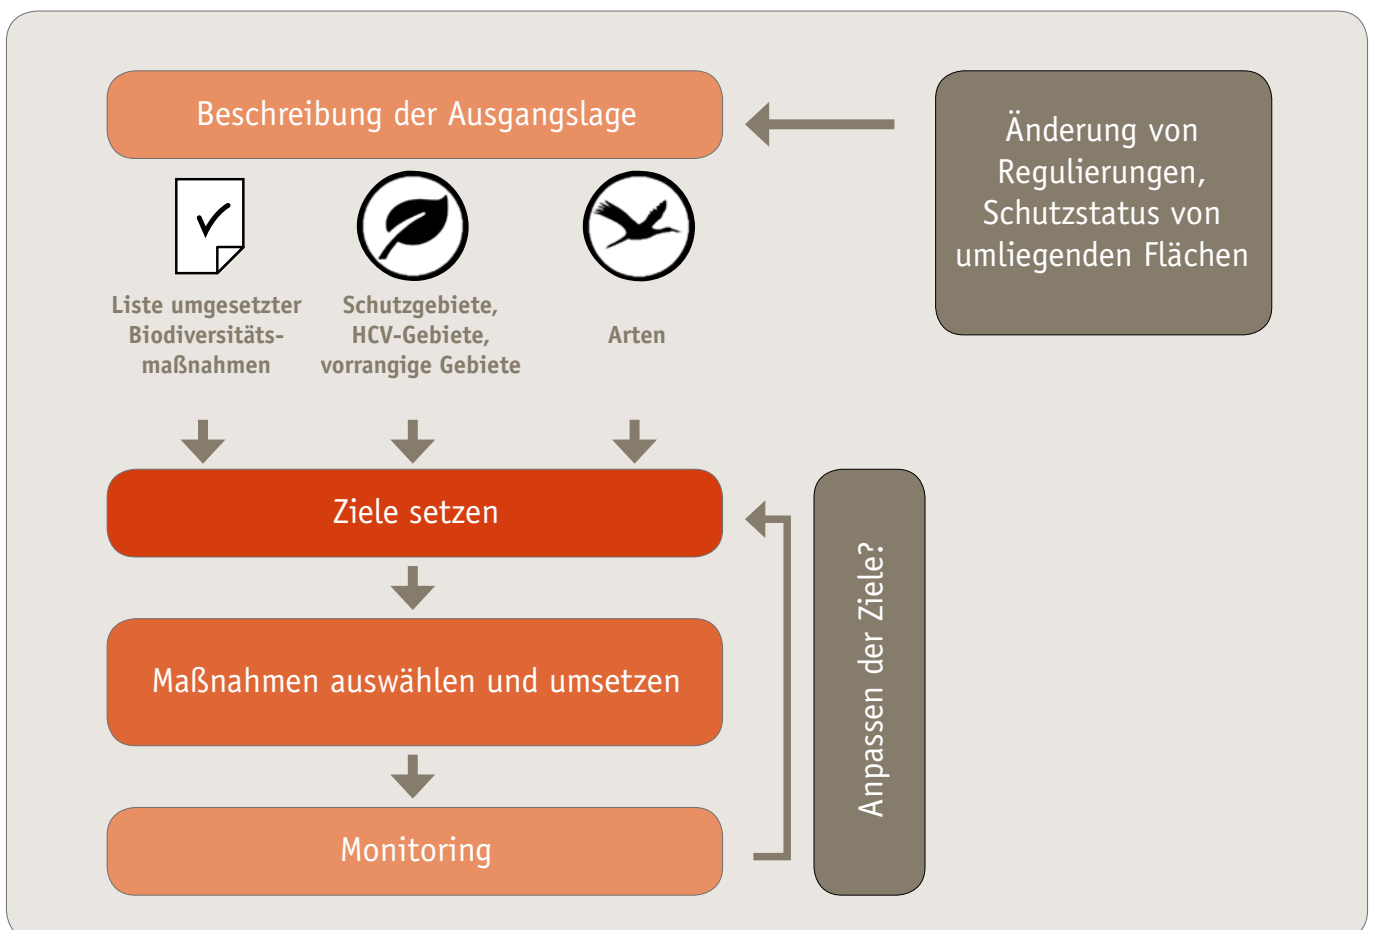 Beschreibung der Ausgangslage
Änderung von
Regulierungen,
Schutzstatus von
umliegenden Flächen
Liste umgesetzter
Biodiversitäts-
maßnahmen
Schutzgebiete,
HCV-Gebiete,
vorrangige Gebiete
Arten
Ziele setzen
Maßnahmen auswählen und umsetzen
Monitoring
Anpassen der Ziele?